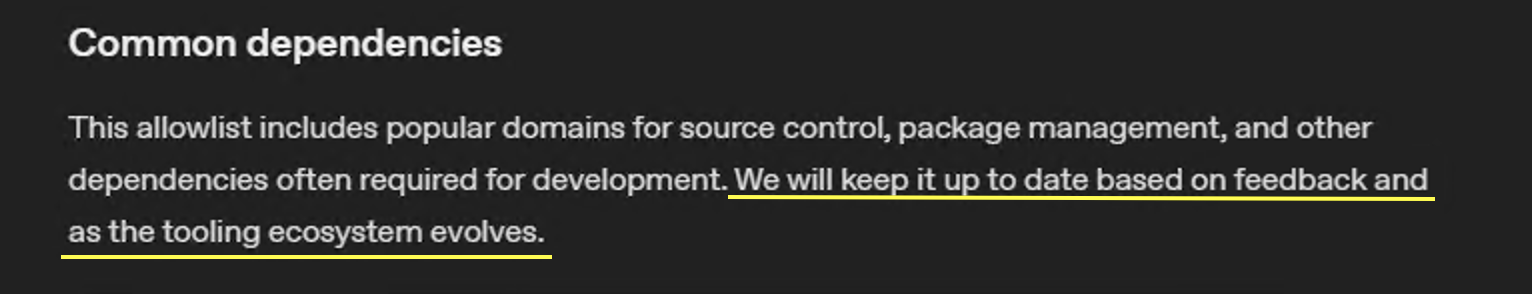 Common dependencies
This allowlist includes popular domains for source control, package management, and other
dependencies often required for development. We will keep it up to date based on feedback and
as the tooling ecosystem evolves.